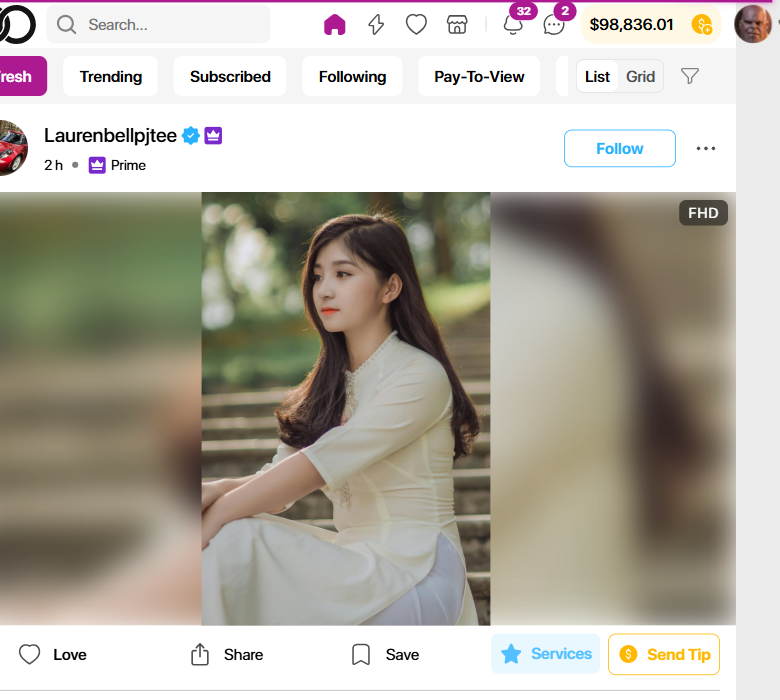 Search...
32
2
$98,836.01
Trending
Subscribed
Following
Pay-To-View
List
Grid
Laurenbellpjtee
Follow
2 h
Prime
FHD
Love
Share
Save
Services
Send Tip